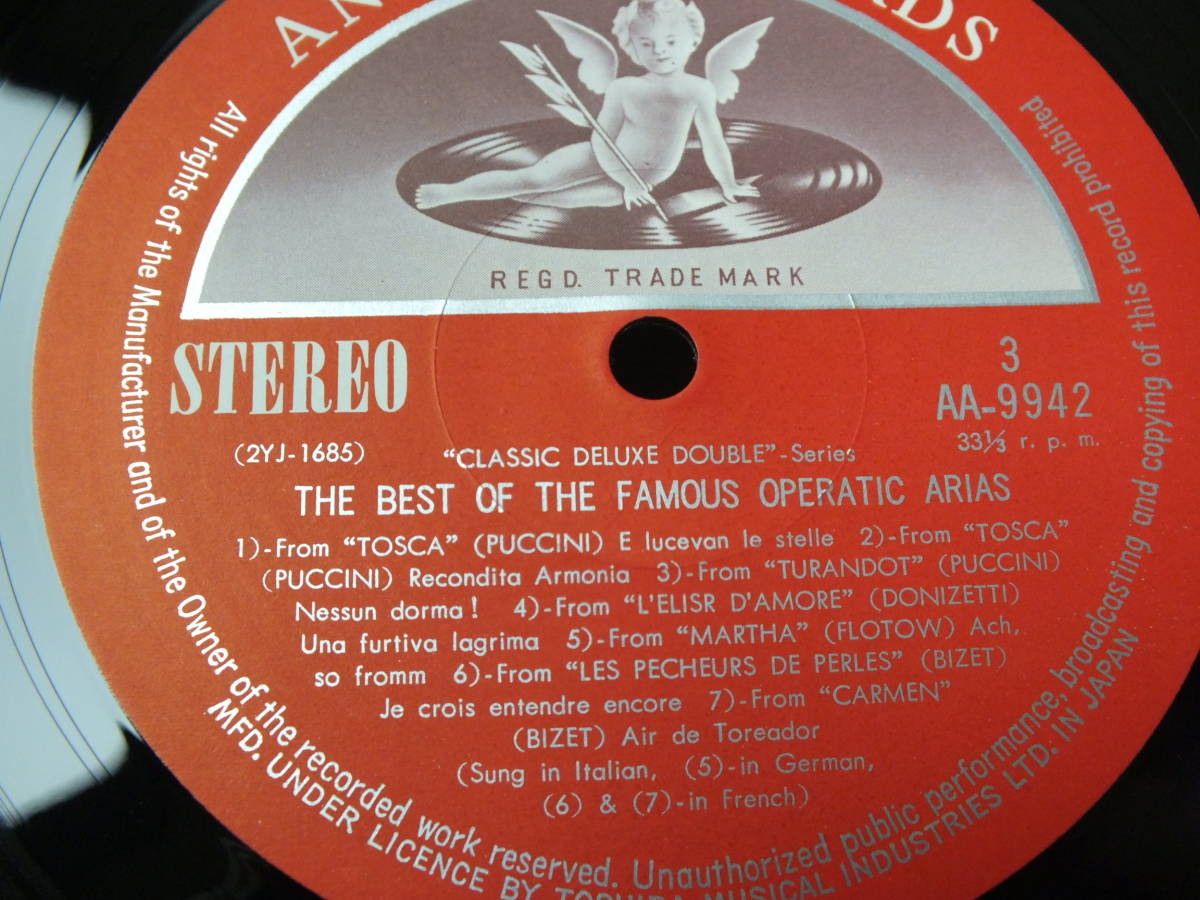 REGD. TRADE MARK
STEREO
3
AA-9942
33⅓ r. p. m.
(2YJ-1685)
"CLASSIC DELUXE DOUBLE"-Series
THE BEST OF THE FAMOUS OPERATIC ARIAS
1)-From "TOSCA" (PUCCINI) E lucevan le stelle 2)-From "TOSCA"
(PUCCINI) Recondita Armonia 3)-From "TURANDOT" (PUCCINI)
Nessun dorma! 4)-From "L'ELISR D'AMORE" (DONIZETTI)
Una furtiva lagrima 5)-From "MARTHA" (FLOTOW) Ach,
so fromm 6)-From "LES PECHEURS DE PERLES" (BIZET)
Je crois entendre encore 7)-From "CARMEN"
(BIZET) Air de Toreador
(Sung in Italian, (5)-in German,
(6) & (7)-in French)
All rights of the Manufacturer and of the Owner of the recorded work reserved. Unauthorized public performance, broadcasting and copying of this record prohibited
MFD. UNDER LICENCE BY MUSICAL INDUSTRIES LTD. IN JAPAN